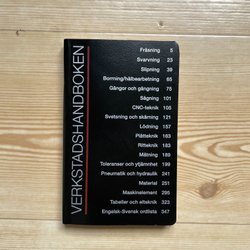 VERKSTADSHANDBOKEN
Fräsning 5
Svarvning 23
Slipning 39
Borrning/hålbearbetning 65
Gängor och gängning 75
Sågning 101
CNC-teknik 105
Svetsning och skärning 121
Lödning 157
Plåtteknik 163
Ritteknik 183
Mätning 189
Toleranser och ytjämnhet 199
Pneumatik och hydraulik 241
Material 251
Maskinelement 295
Tabeller och elteknik 323
Engelsk-Svensk ordlista 347